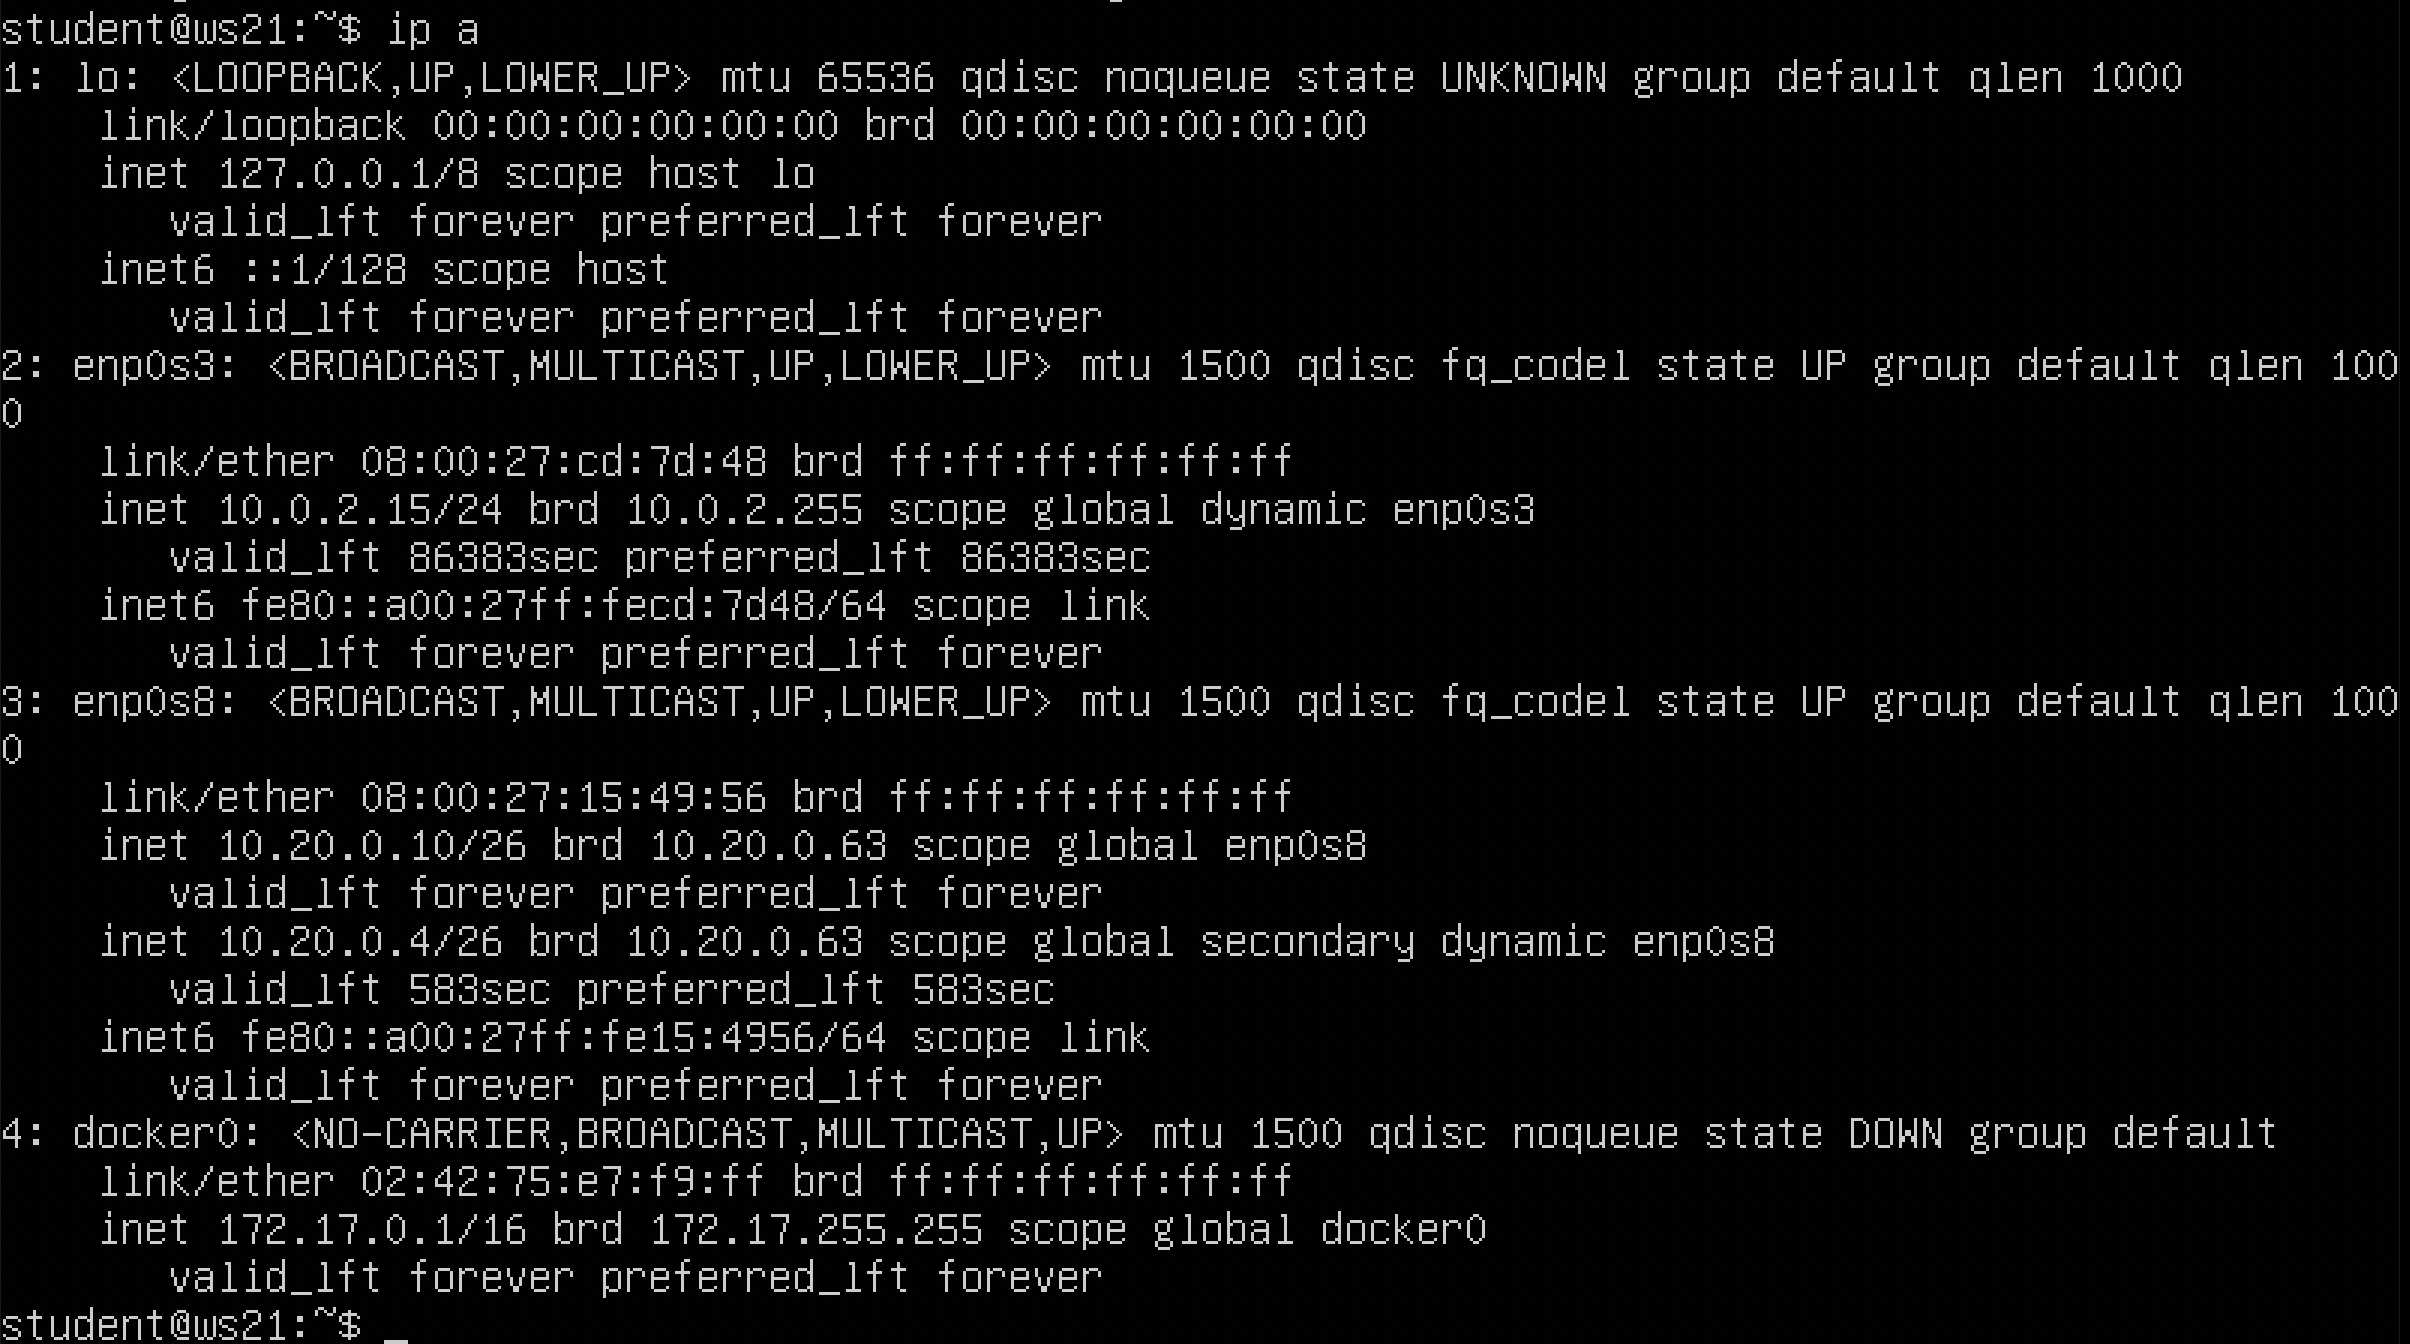 student@ws21:~$ ip a
1: lo: <LOOPBACK,UP,LOWER_UP> mtu 65536 qdisc noqueue state UNKNOWN group default qlen 1000
    link/loopback 00:00:00:00:00:00 brd 00:00:00:00:00:00
    inet 127.0.0.1/8 scope host lo
       valid_lft forever preferred_lft forever
    inet6 ::1/128 scope host
       valid_lft forever preferred_lft forever
2: enp0s3: <BROADCAST,MULTICAST,UP,LOWER_UP> mtu 1500 qdisc fq_codel state UP group default qlen 100
0
    link/ether 08:00:27:cd:7d:48 brd ff:ff:ff:ff:ff:ff
    inet 10.0.2.15/24 brd 10.0.2.255 scope global dynamic enp0s3
       valid_lft 86383sec preferred_lft 86383sec
    inet6 fe80::a00:27ff:fecd:7d48/64 scope link
       valid_lft forever preferred_lft forever
3: enp0s8: <BROADCAST,MULTICAST,UP,LOWER_UP> mtu 1500 qdisc fq_codel state UP group default qlen 100
0
    link/ether 08:00:27:15:49:56 brd ff:ff:ff:ff:ff:ff
    inet 10.20.0.10/26 brd 10.20.0.63 scope global enp0s8
       valid_lft forever preferred_lft forever
    inet 10.20.0.4/26 brd 10.20.0.63 scope global secondary dynamic enp0s8
       valid_lft 583sec preferred_lft 583sec
    inet6 fe80::a00:27ff:fe15:4956/64 scope link
       valid_lft forever preferred_lft forever
4: docker0: <NO-CARRIER,BROADCAST,MULTICAST,UP> mtu 1500 qdisc noqueue state DOWN group default
    link/ether 02:42:75:e7:f9:ff brd ff:ff:ff:ff:ff:ff
    inet 172.17.0.1/16 brd 172.17.255.255 scope global docker0
       valid_lft forever preferred_lft forever
student@ws21:~$ _